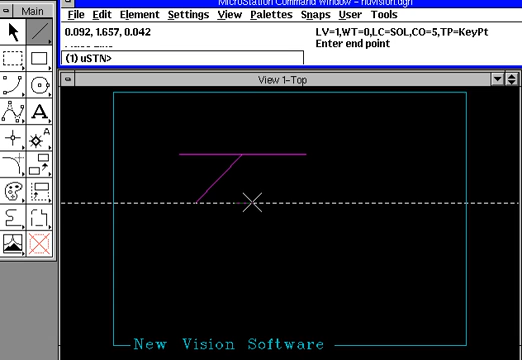 Main
MicroStation Command Window - nuvision.dgn
File Edit Element Settings View Palettes Snaps User Tools
0.092, 1.657, 0.042
LV=1,WT=0,LC=SOL,CO=5,TP=KeyPt
Enter end point
(1) uSTN>
View 1-Top
A
A
New Vision Software